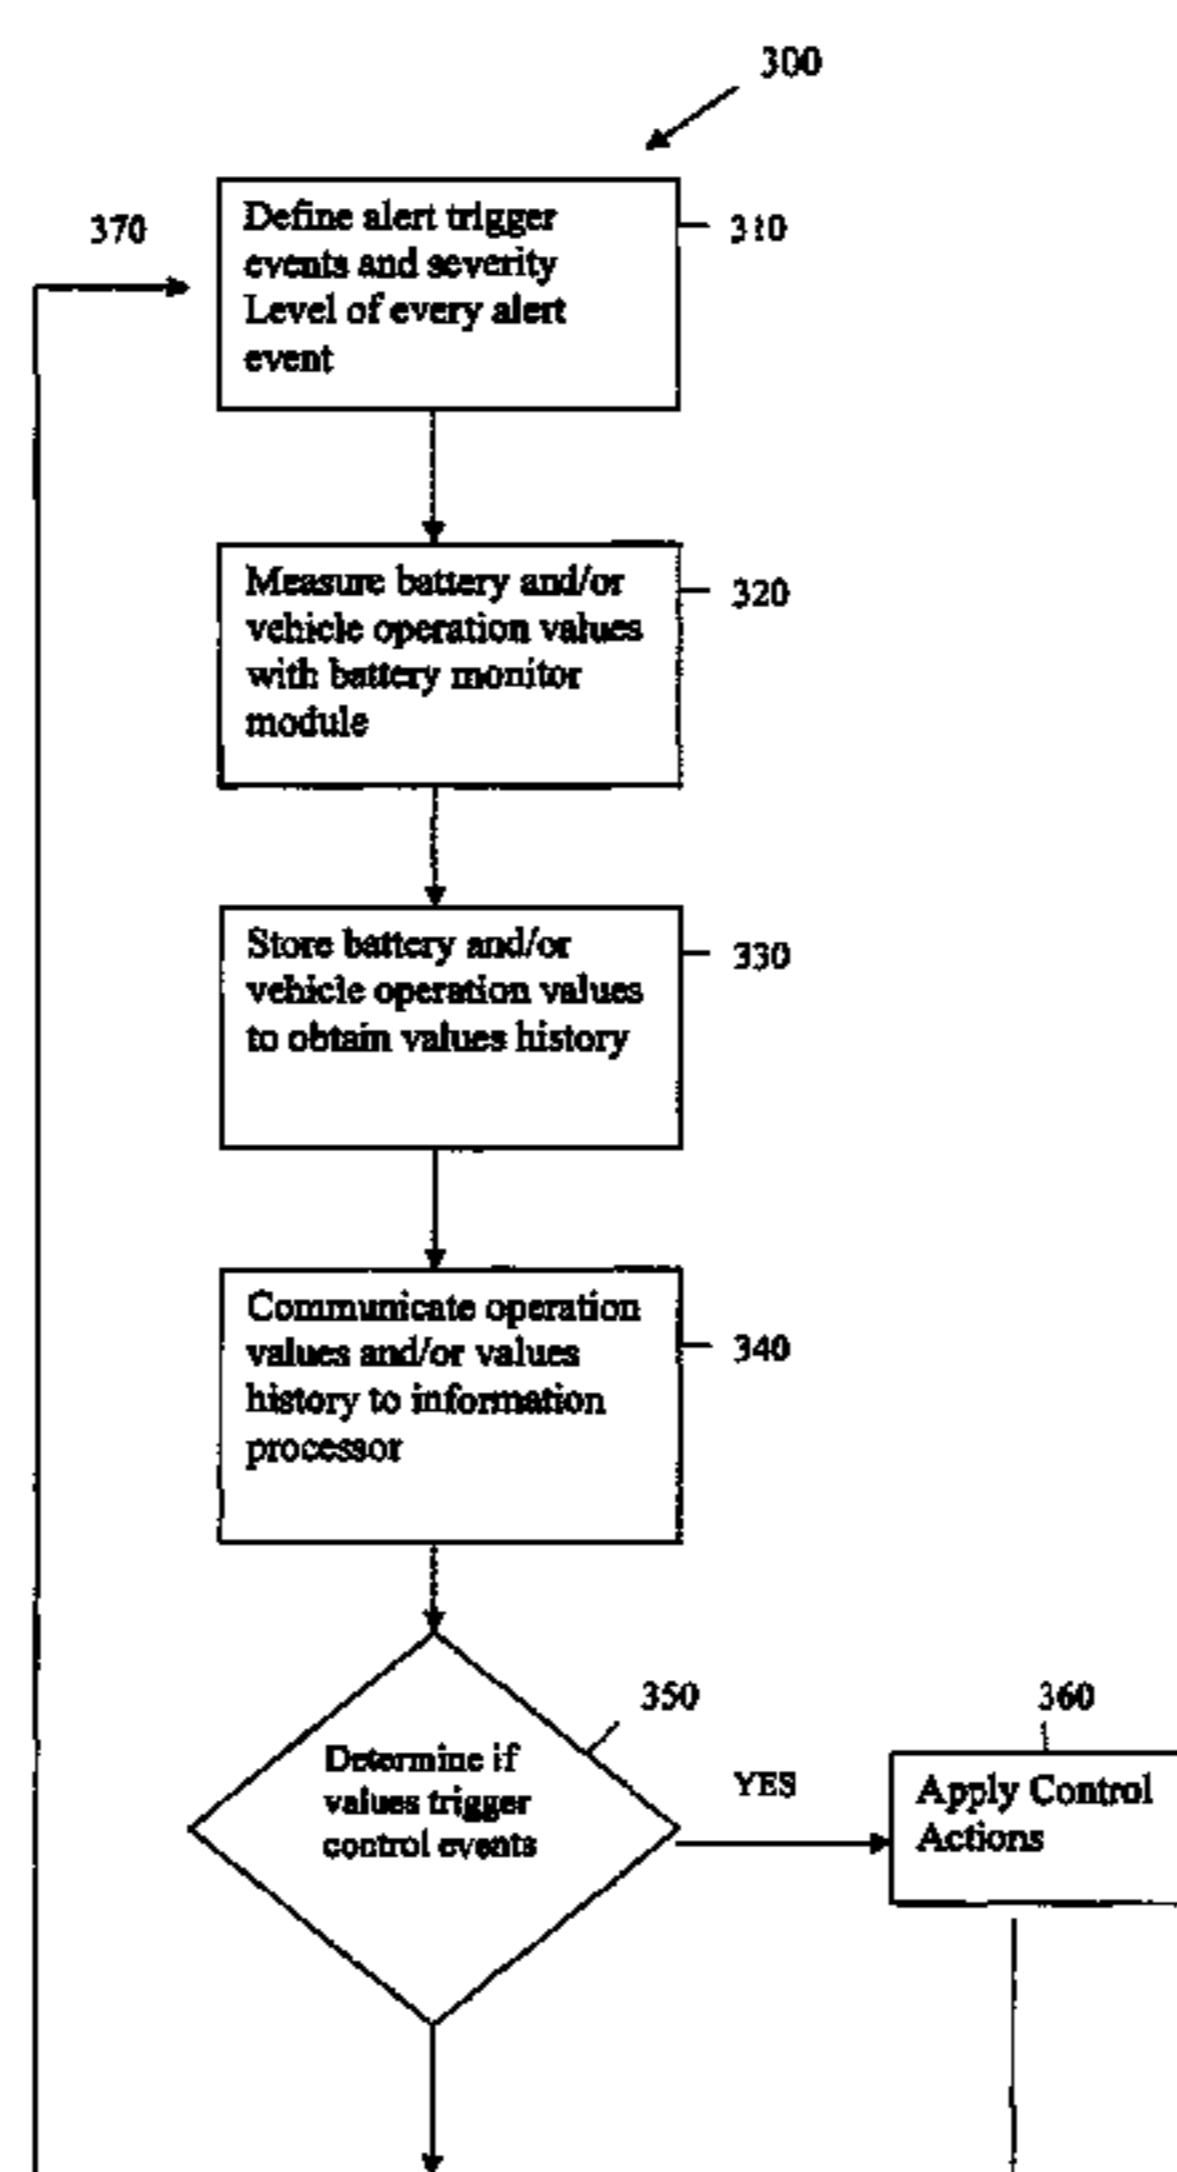 300
370
Define alert trigger
events and severity
Level of every alert
event
310
Measure battery and/or
vehicle operation values
with battery monitor
module
320
Store battery and/or
vehicle operation values
to obtain values history
330
Communicate operation
values and/or values
history to information
processor
340
350
Determine if
values trigger
control events
YES
360
Apply Control
Actions